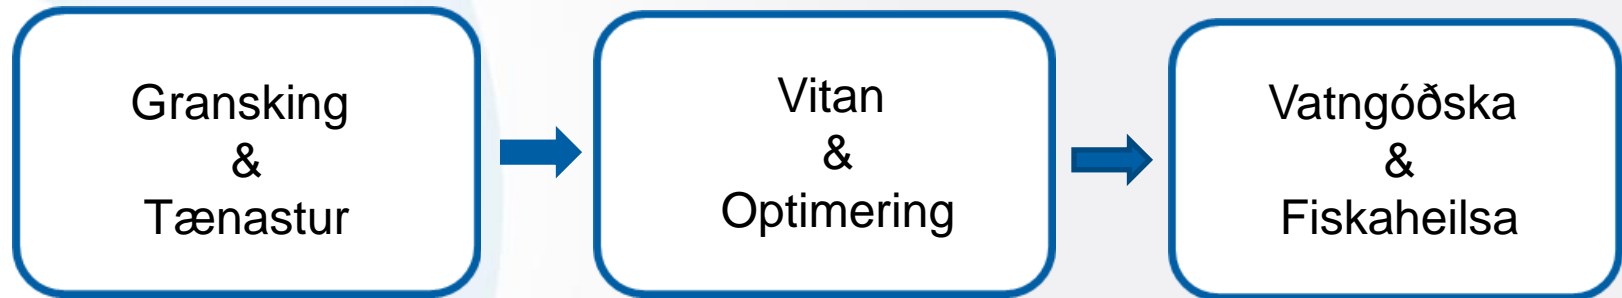 Gransking
&
Tænastur
Vitan
&
Optimering
Vatngóðska
&
Fiskaheilsa